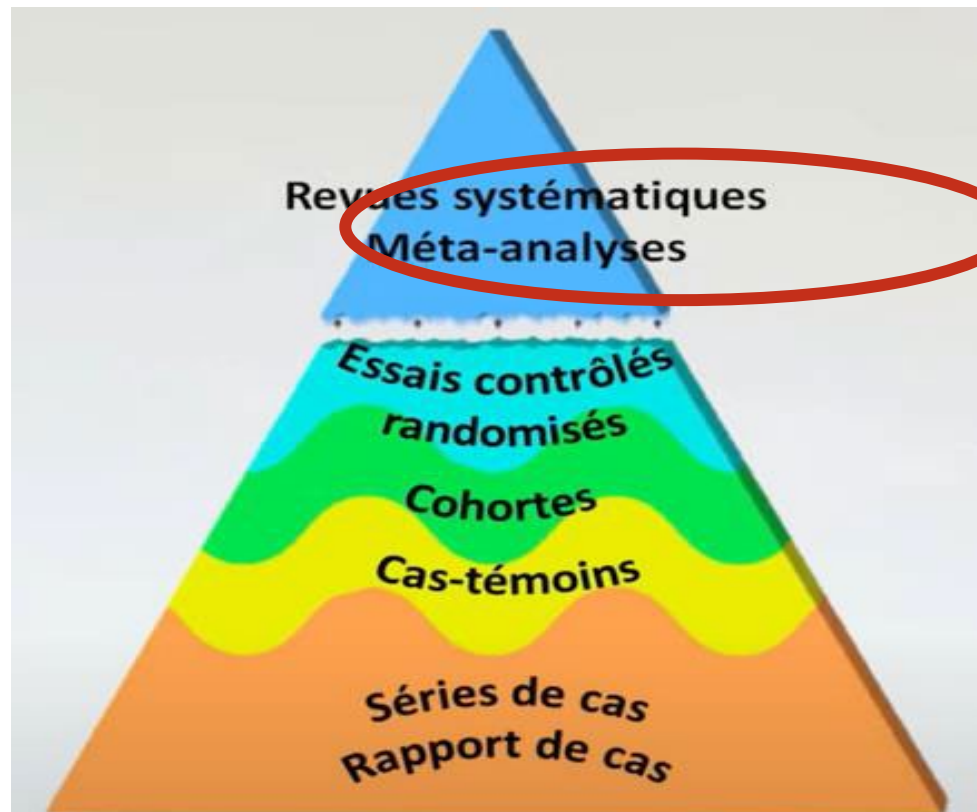 Revues systématiques
Méta-analyses
Essais contrôlés
randomisés
Cohortes
Cas-témoins
Séries de cas
Rapport de cas